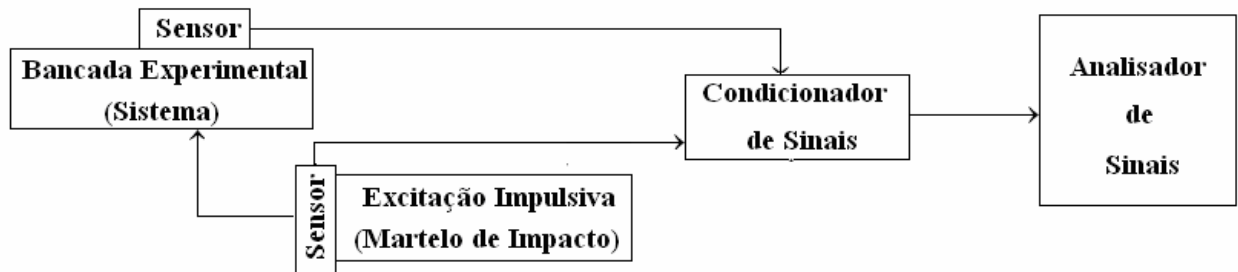 Sensor
Bancada Experimental
(Sistema)
Condicionador
de Sinais
Analisador
de
Sinais
Sensor
Excitação Impulsiva
(Martelo de Impacto)